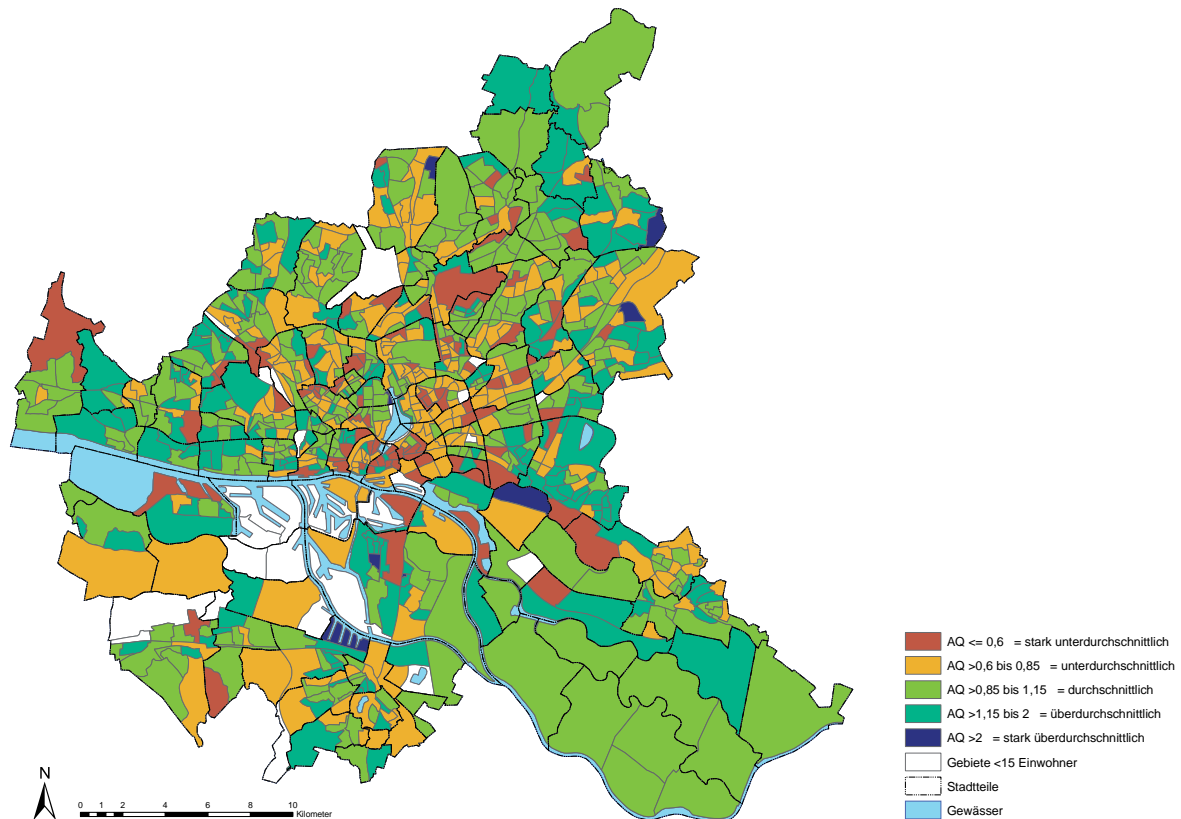 AQ <= 0,6 = stark unterdurchschnittlich
AQ >0,6 bis 0,85 = unterdurchschnittlich
AQ >0,85 bis 1,15 = durchschnittlich
AQ >1,15 bis 2 = überdurchschnittlich
AQ >2 = stark überdurchschnittlich
Gebiete <15 Einwohner
Stadtteile
Gewässer
N
0 1 2 4 6 8 10
Kilometer